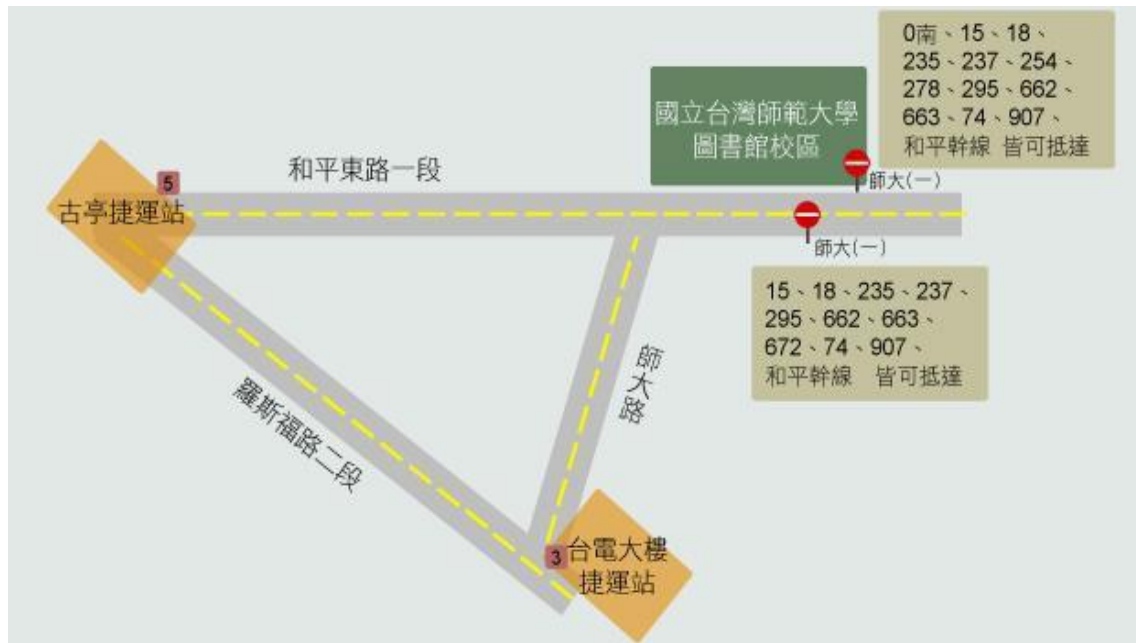 0南、15、18、
235、237、254、
278、295、662、
663、74、907、
和平幹線 皆可抵達
國立台灣師範大學
圖書館校區
和平東路一段
師大(一)
5
古亭捷運站
師大(一)
15、18、235、237、
295、662、663、
672、74、907、
和平幹線 皆可抵達
師大路
羅斯福路二段
3
台電大樓
捷運站